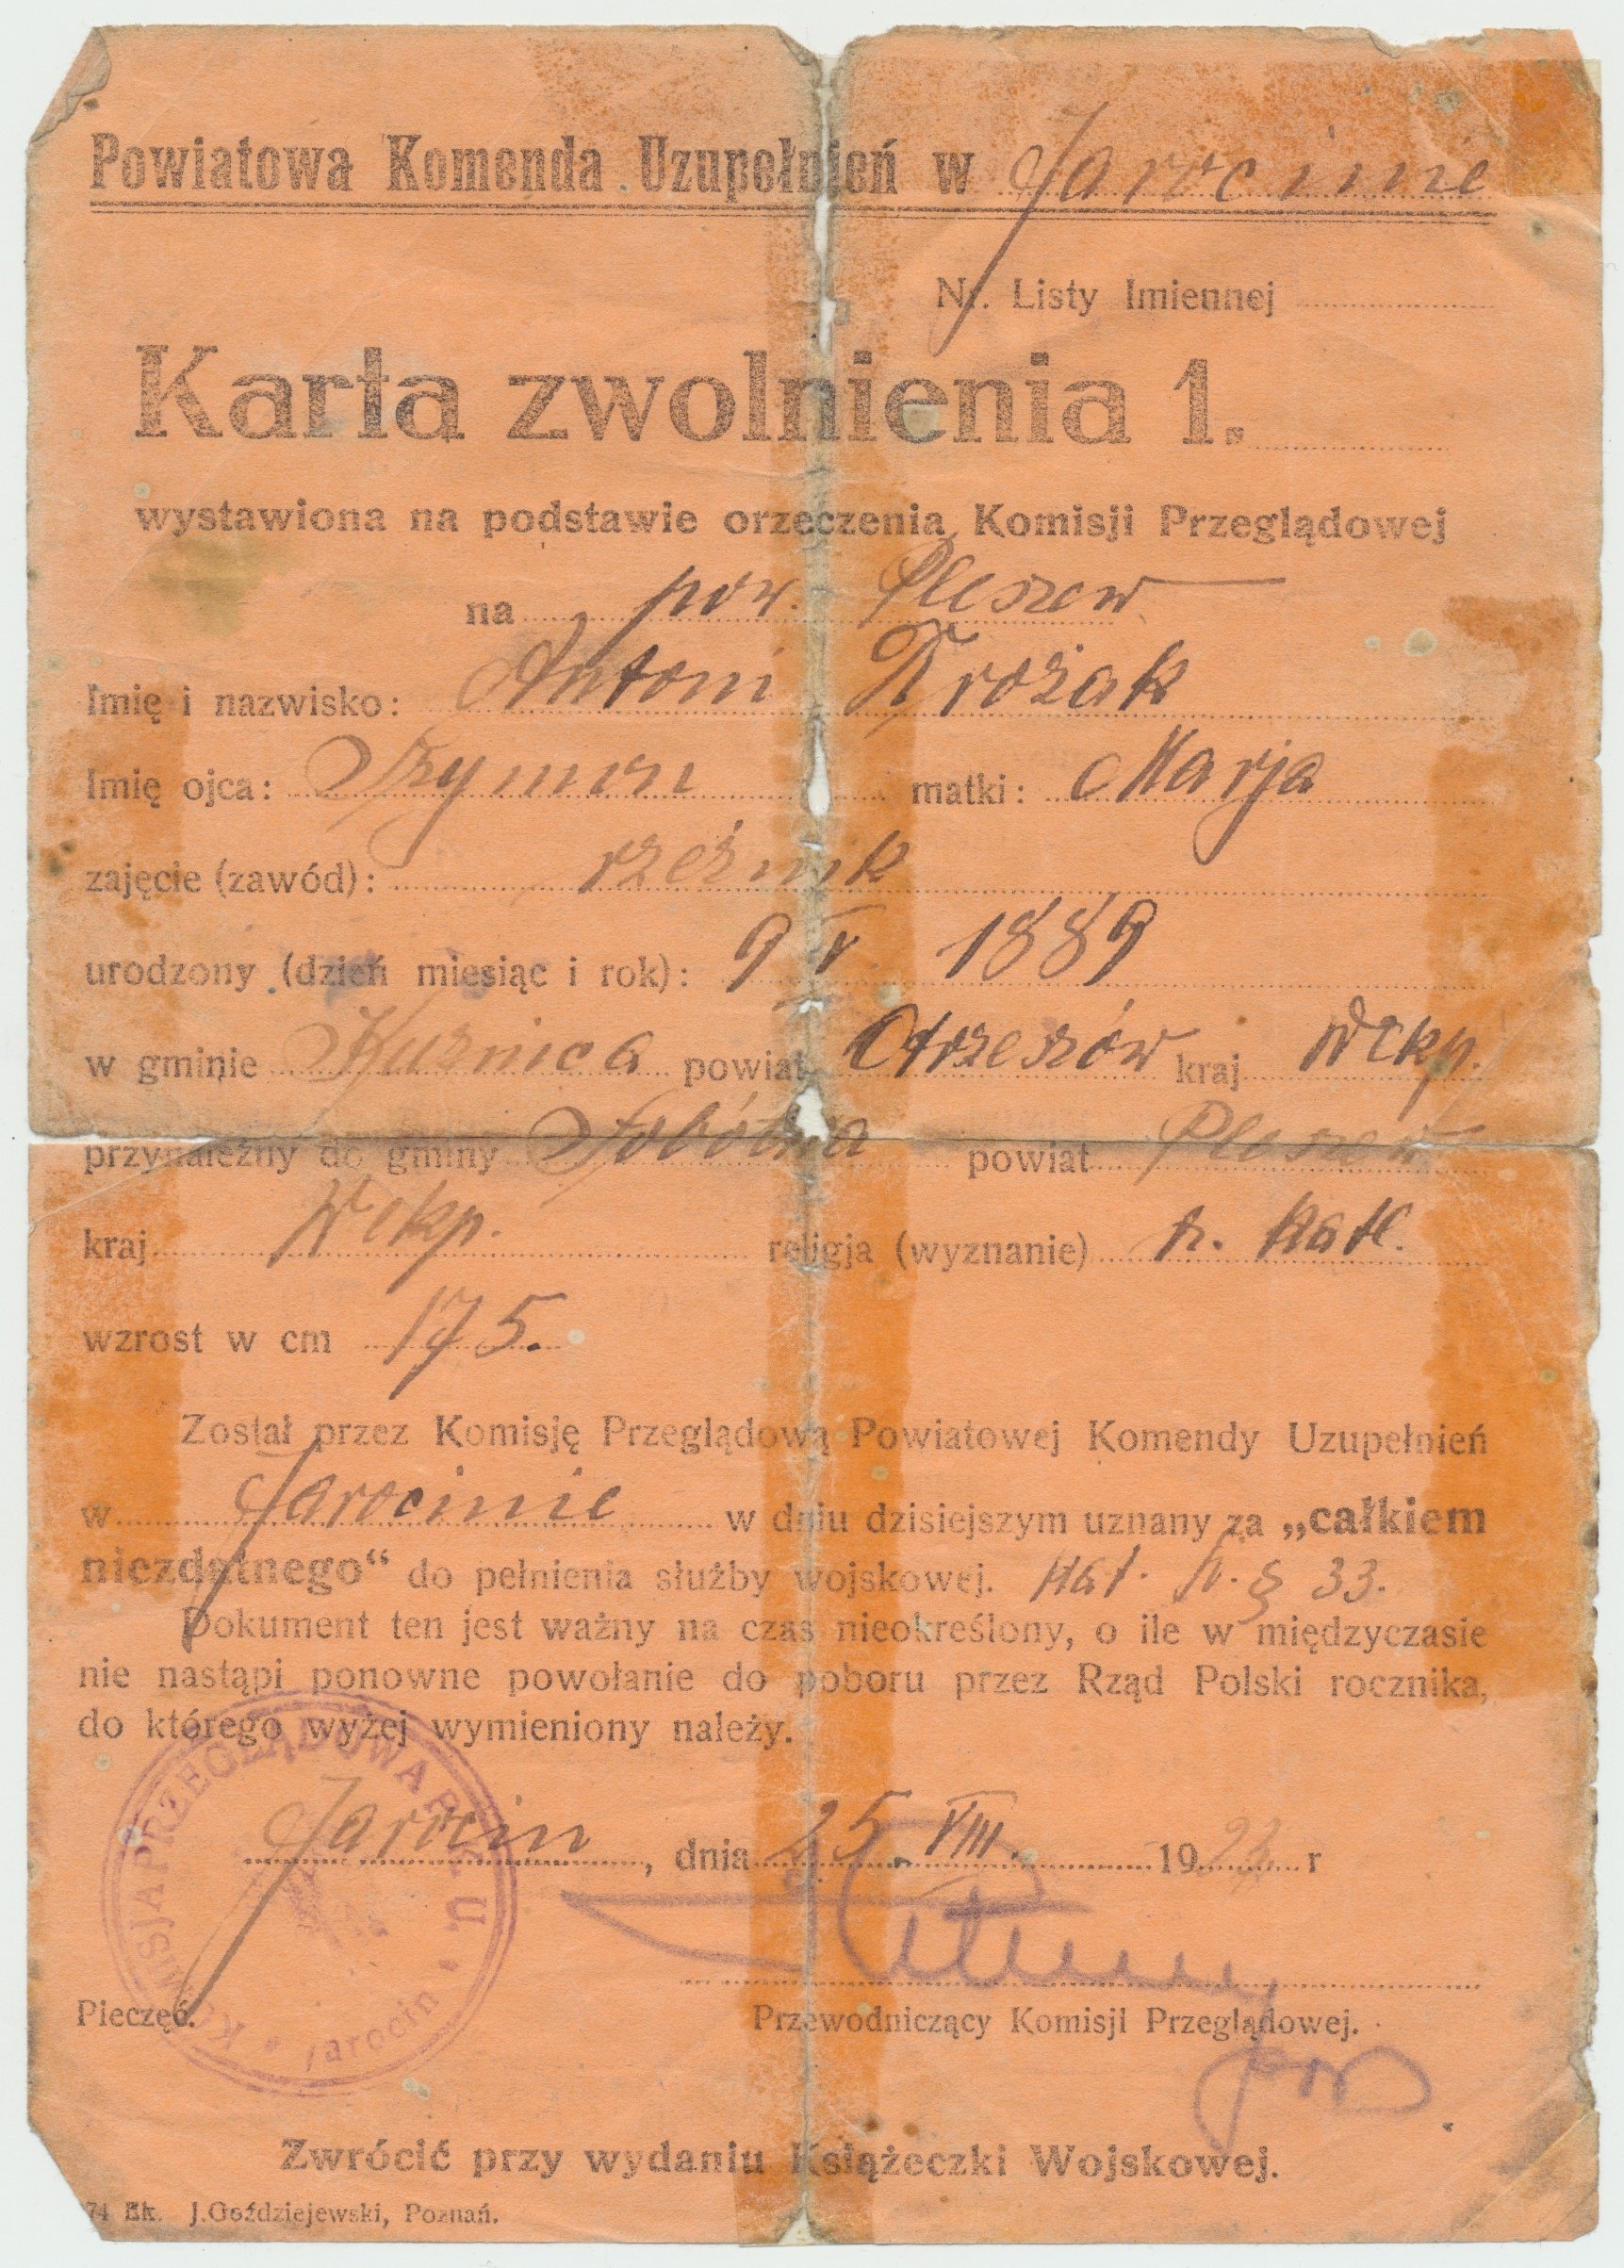 Powiatowa Komenda Uzupełnień w Jarocinie
Nr. Listy Imiennej
Karta zwolnienia 1.
wystawiona na podstawie orzeczenia Komisji Przeglądowej
na pow. Pleszew
Imię i nazwisko: Antoni
Imię ojca: Szymon matki: Marja
zajęcie (zawód): rzeźnik
urodzony (dzień miesiąc i rok): 9 V 1889
w gminie Kuźnica powiat Ostrzeszów kraj Wlkp.
przynależny do gminy Sobótka powiat Pleszew
kraj Wlkp. religja (wyznanie) r. kat.
wzrost w cm 175.
Został przez Komisję Przeglądową Powiatowej Komendy Uzupełnień
w Jarocinie w dniu dzisiejszym uznany za „całkiem
niezdatnego“ do pełnienia służby wojskowej. Kat. § 33.
Dokument ten jest ważny na czas nieokreślony, o ile w międzyczasie
nie nastąpi ponowne powołanie do poboru przez Rząd Polski rocznika,
do którego wyżej wymieniony należy.
Jarocin, dnia 25. VIII. 19 r
KOMISJA PRZEGLĄDOWA P. K. U. * Jarocin *
Pieczęć.
Przewodniczący Komisji Przeglądowej.
Zwrócić przy wydaniu Książeczki Wojskowej.
74 J. Goździejewski, Poznań.